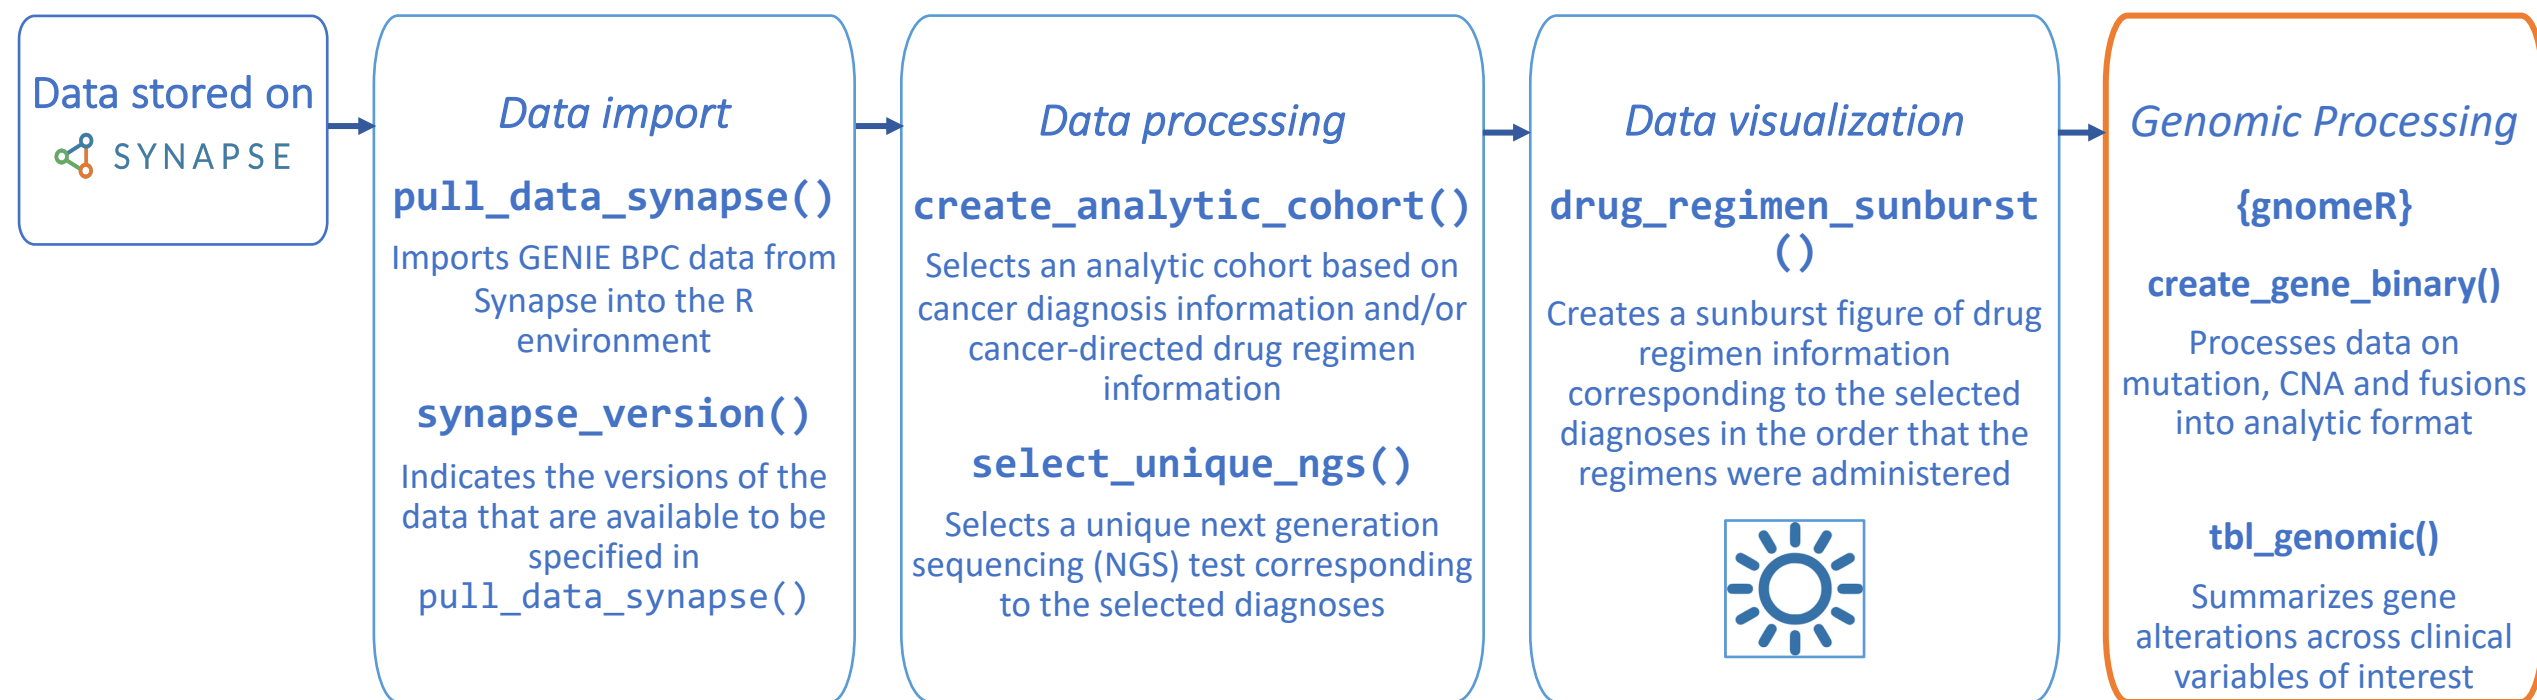 Data stored on
SYNAPSE
Data import
pull_data_synapse()
Imports GENIE BPC data from
Synapse into the R
environment
synapse_version()
Indicates the versions of the
data that are available to be
specified in
pull_data_synapse()
Data processing
create_analytic_cohort()
Selects an analytic cohort based on
cancer diagnosis information and/or
cancer-directed drug regimen
information
select_unique_ngs()
Selects a unique next generation
sequencing (NGS) test corresponding
to the selected diagnoses
Data visualization
drug_regimen_sunburst
()
Creates a sunburst figure of drug
regimen information
corresponding to the selected
diagnoses in the order that the
regimens were administered
Genomic Processing
{gnomeR}
create_gene_binary()
Processes data on
mutation, CNA and fusions
into analytic format
tbl_genomic()
Summarizes gene
alterations across clinical
variables of interest